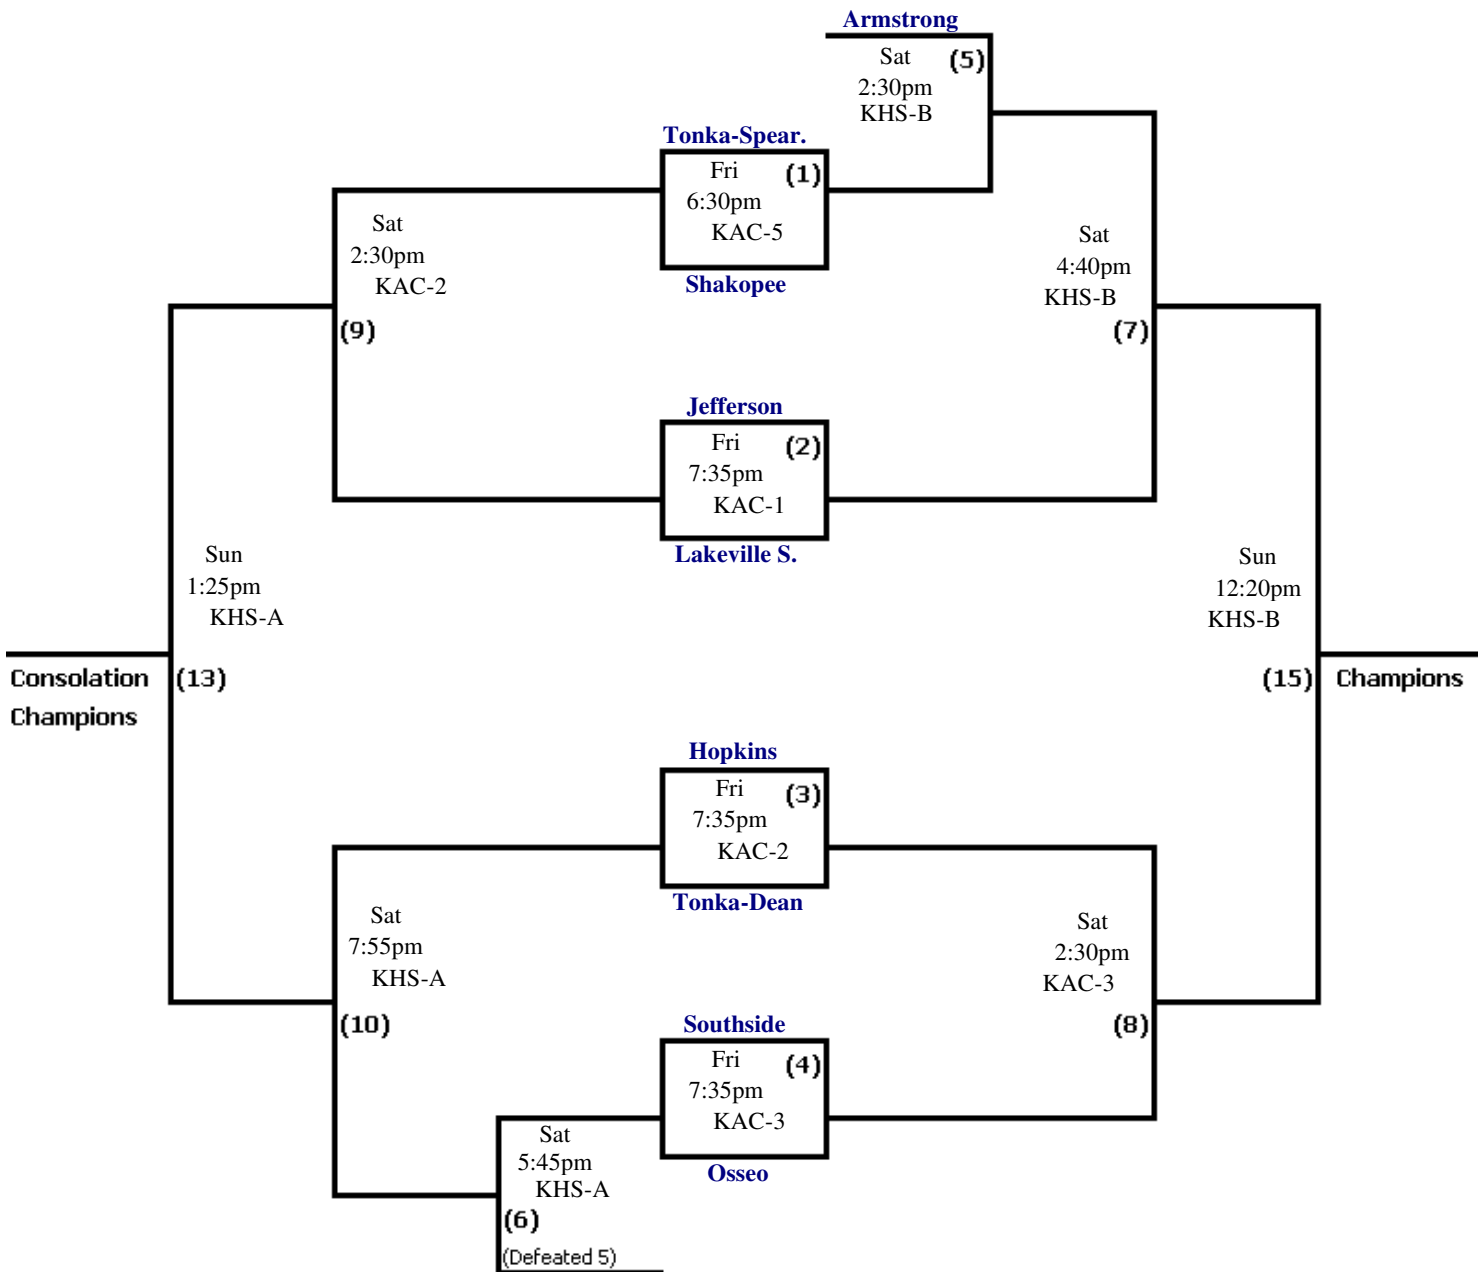 Armstrong
Sat (5)
2:30pm
KHS-B
Tonka-Spear.
Fri (1)
6:30pm
KAC-5
Shakopee
Sat
2:30pm
KAC-2
(9)
Sat
4:40pm
KHS-B
(7)
Jefferson
Fri (2)
7:35pm
KAC-1
Lakeville S.
Sun
1:25pm
KHS-A
Sun
12:20pm
KHS-B
Consolation
Champions
(13)
(15)
Champions
Hopkins
Fri (3)
7:35pm
KAC-2
Tonka-Dean
Sat
7:55pm
KHS-A
(10)
Sat
2:30pm
KAC-3
(8)
Southside
Fri (4)
7:35pm
KAC-3
Osseo
Sat
5:45pm
KHS-A
(6)
(Defeated 5)